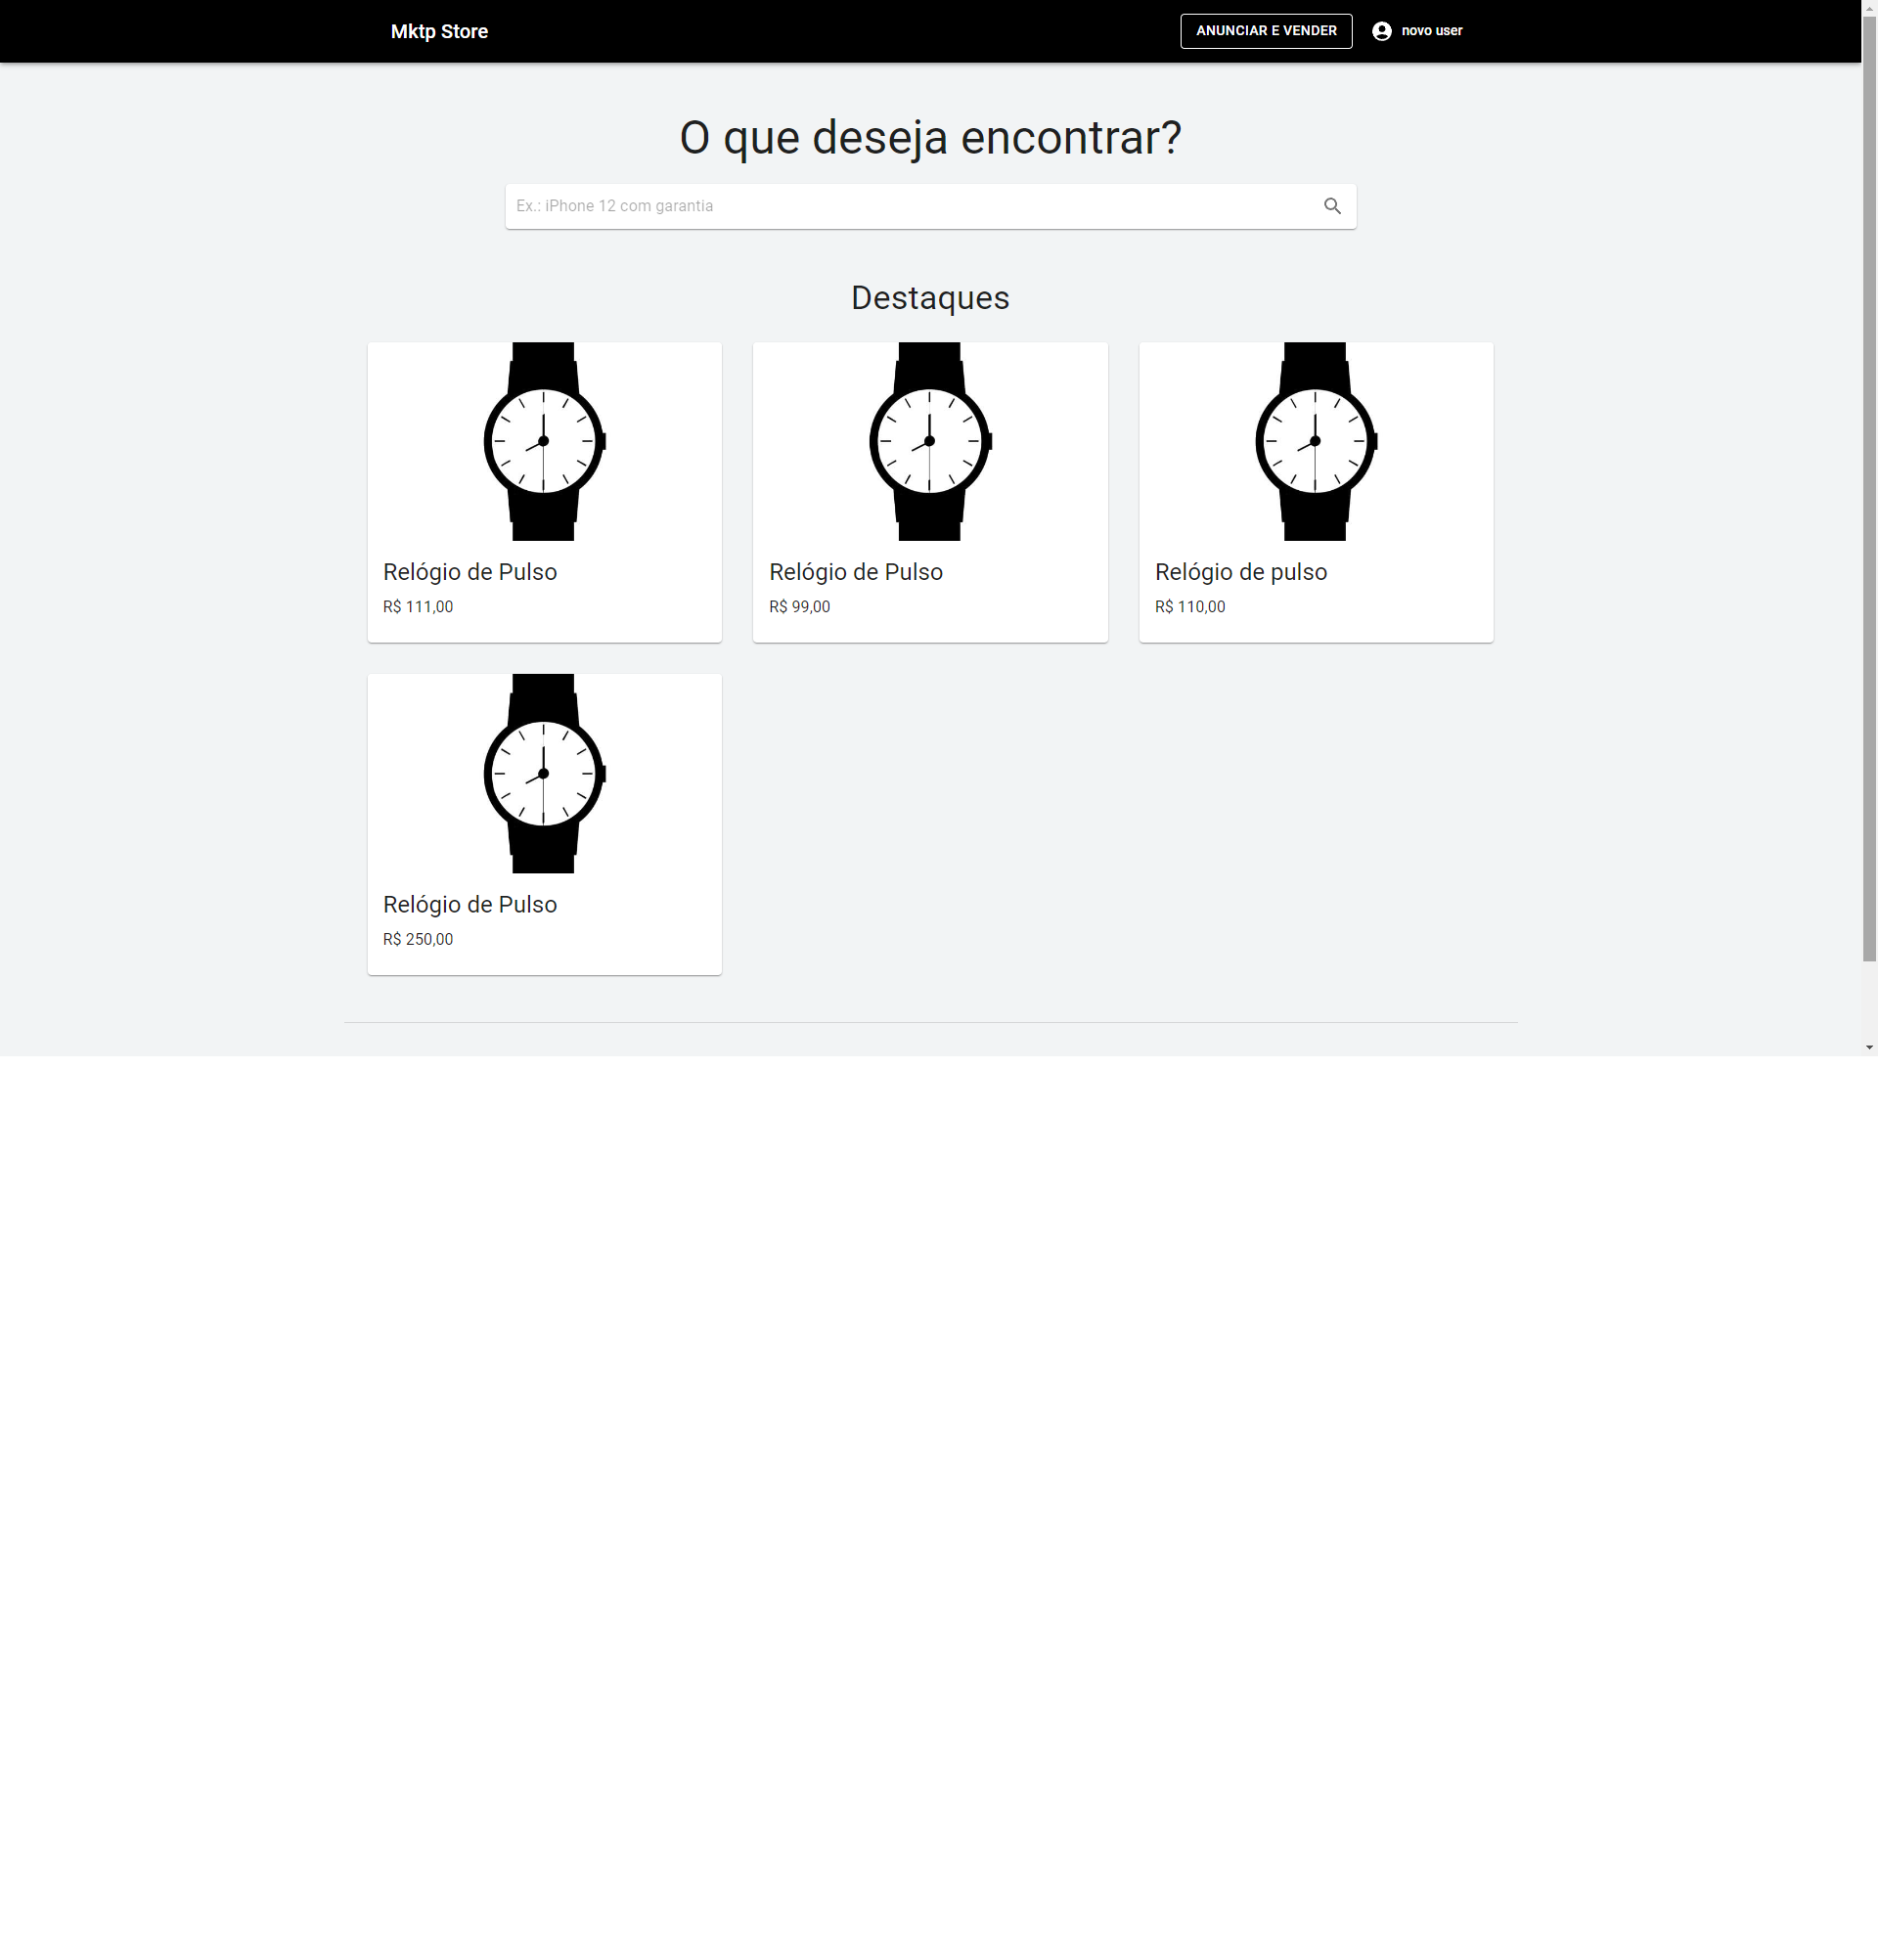 Mktp Store
ANUNCIAR E VENDER
novo user
O que deseja encontrar?
Ex.: iPhone 12 com garantia
Destaques
Relógio de Pulso
R$ 111,00
Relógio de Pulso
R$ 99,00
Relógio de pulso
R$ 110,00
Relógio de Pulso
R$ 250,00